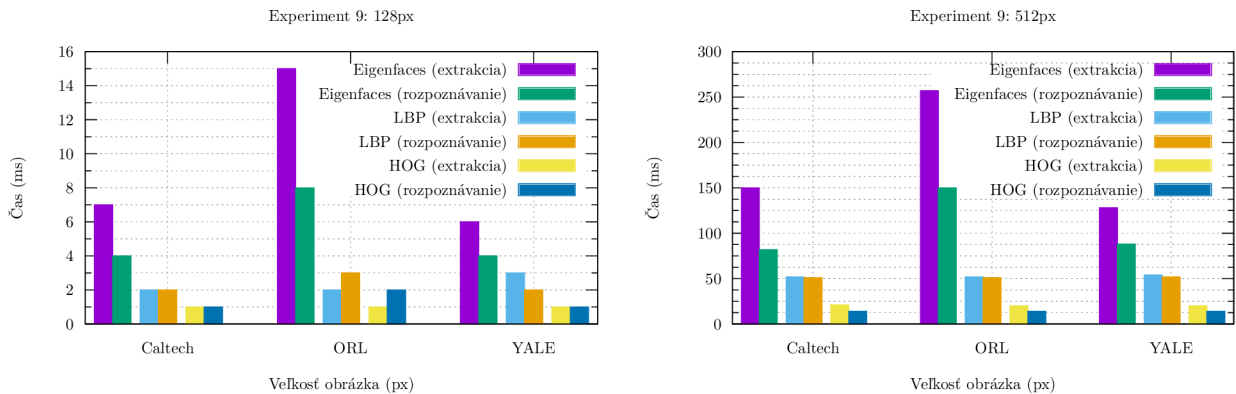 Experiment 9: 128px
16
14
12
10
8
6
4
2
0
Čas (ms)
Eigenfaces (extrakcia)
Eigenfaces (rozpoznávanie)
LBP (extrakcia)
LBP (rozpoznávanie)
HOG (extrakcia)
HOG (rozpoznávanie)
Caltech ORL YALE
Veľkosť obrázka (px)
Experiment 9: 512px
300
250
200
150
100
50
0
Čas (ms)
Eigenfaces (extrakcia)
Eigenfaces (rozpoznávanie)
LBP (extrakcia)
LBP (rozpoznávanie)
HOG (extrakcia)
HOG (rozpoznávanie)
Caltech ORL YALE
Veľkosť obrázka (px)